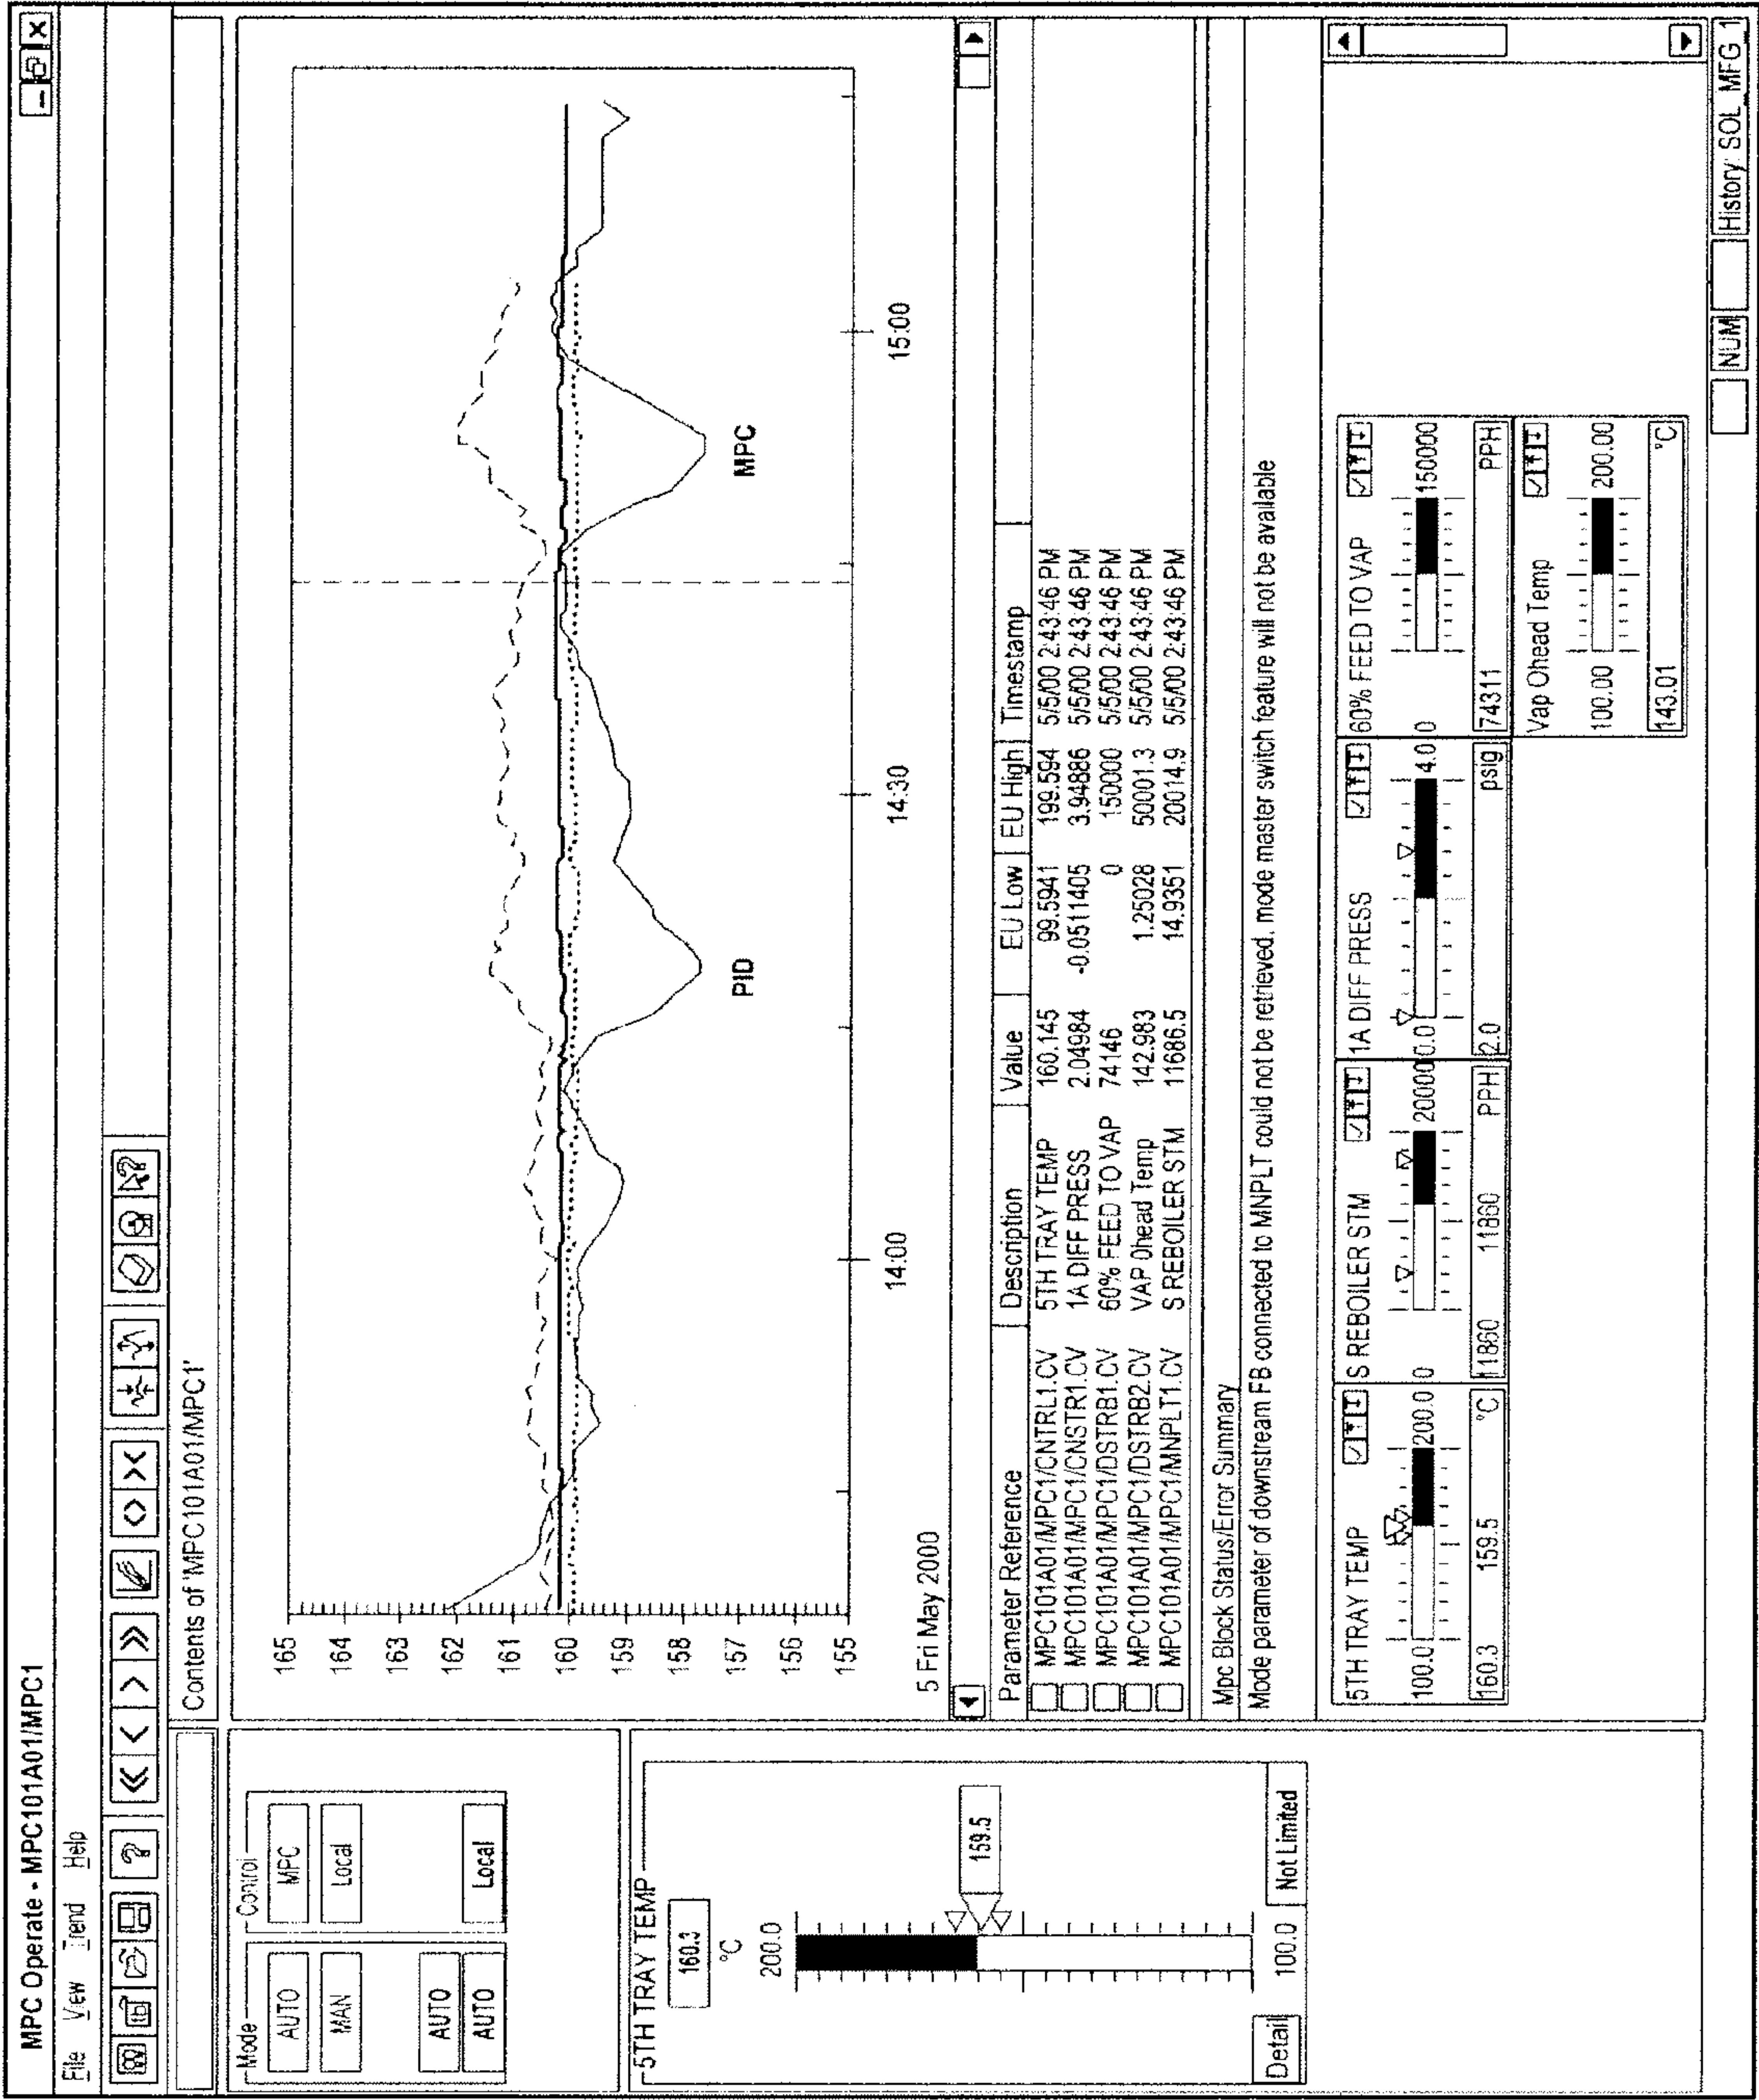 MPC Operate - MPC101A01/MPC1
File View Trend Help
Contents of 'MPC101A01/MPC1'
Mode
Control
AUTO
MPC
MAN
Local
AUTO
AUTO
Local
5TH TRAY TEMP
160.3
°C
200.0
159.5
100.0
Detail
Not Limited
165
164
163
162
161
160
159
158
157
156
155
PID
MPC
14:00
14:30
15:00
5 Fri May 2000
Parameter Reference Description Value EU Low EU High Timestamp
MPC101A01/MPC1/CNTRL1.CV 5TH TRAY TEMP 160.145 99.5941 199.594 5/5/00 2:43:46 PM
MPC101A01/MPC1/CNSTR1.CV 1A DIFF PRESS 2.04984 -0.0511405 3.94886 5/5/00 2:43:46 PM
MPC101A01/MPC1/DSTRB1.CV 60% FEED TO VAP 74146 0 150000 5/5/00 2:43:46 PM
MPC101A01/MPC1/DSTRB2.CV VAP Ohead Temp 142.983 1.25028 50001.3 5/5/00 2:43:46 PM
MPC101A01/MPC1/MNPLT1.CV S REBOILER STM 11686.5 14.9351 20014.9 5/5/00 2:43:46 PM
Mpc Block Status/Error Summary
Mode parameter of downstream FB connected to MNPLT could not be retrieved, mode master switch feature will not be available
5TH TRAY TEMP
100.0 200.0
160.3 159.5 °C
S REBOILER STM
0 20000
11860 11860 PPH
1A DIFF PRESS
0.0 4.0
2.0 psig
60% FEED TO VAP
0 150000
74311 PPH
Vap Ohead Temp
100.00 200.00
143.01 °C
NUM History: SOL_MFG_1